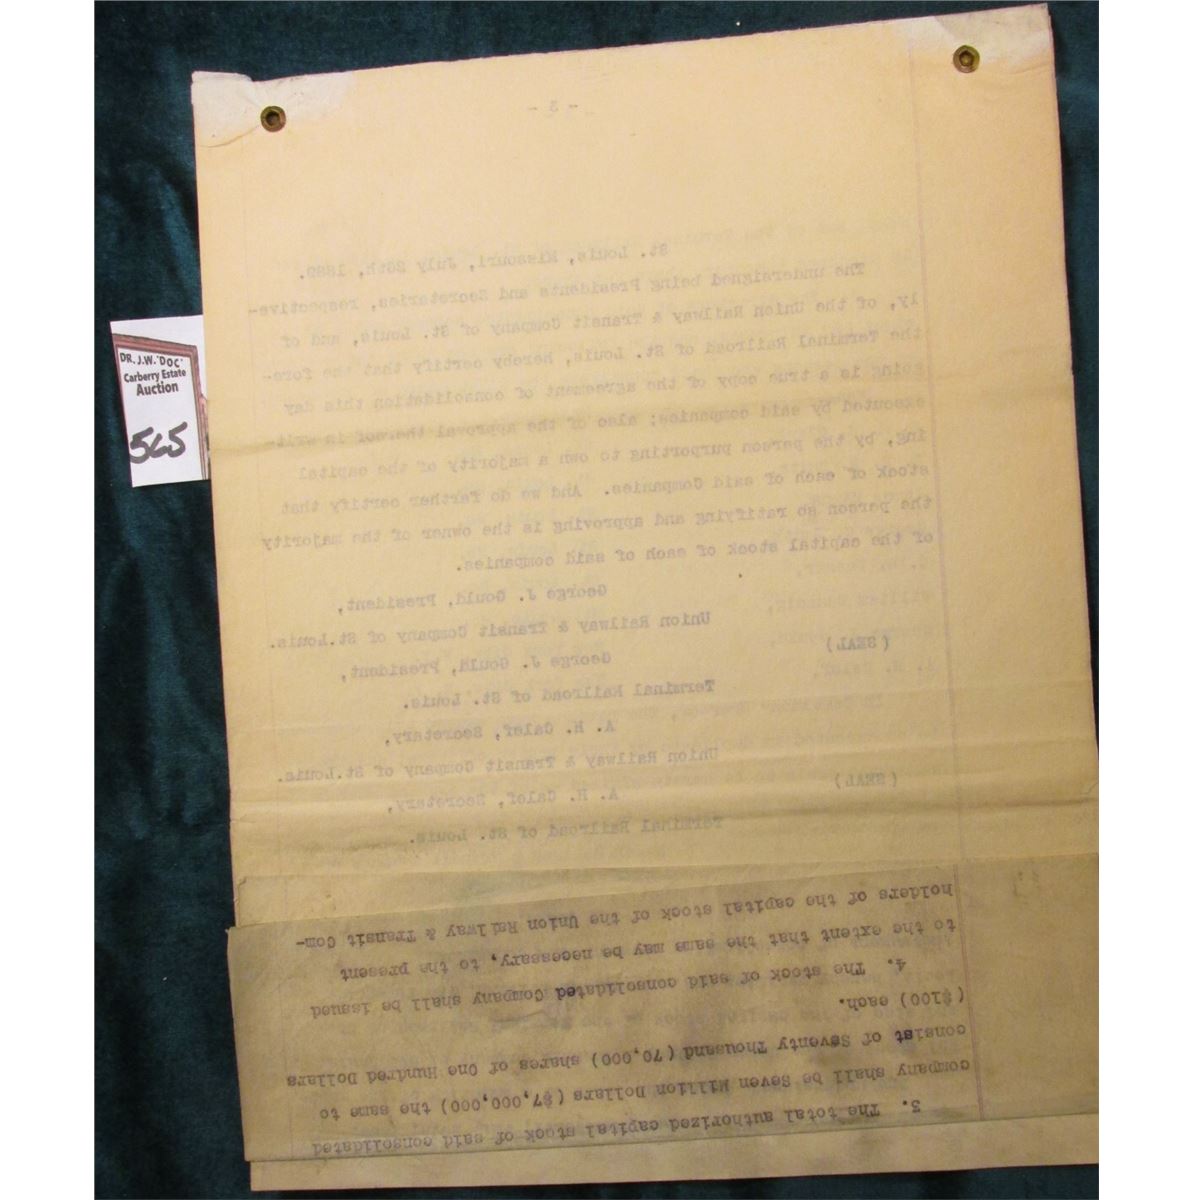 - 3 -
St. Louis, Missouri, July 26th, 1889.
The undersigned being Presidents and Secretaries, respective-
ly, of the Union Railway & Transit Company of St. Louis, and of
the Terminal Railroad of St. Louis, hereby certify that the fore-
going is a true copy of the agreement of consolidation this day
executed by said companies; also of the approval thereof in writ-
ing, by the person purporting to own a majority of the capital
stock of each of said Companies. And we do further certify that
the person so ratifying and approving is the owner of the majority
of the capital stock of each of said companies.
George J. Gould, President,
Union Railway & Transit Company of St.Louis.
(SEAL)
George J. Gould, President,
Terminal Railroad of St. Louis.
A. H. Calef, Secretary,
Union Railway & Transit Company of St.Louis.
(SEAL)
A. H. Calef, Secretary,
Terminal Railroad of St. Louis.
DR. J.W. "DOC"
Carberry Estate
Auction
565
3. The total authorized capital stock of said consolidated
company shall be Seven Million Dollars ($7,000,000) the same to
consist of Seventy Thousand (70,000) shares of One Hundred Dollars
($100) each.
4. The stock of said consolidated Company shall be issued
to the extent that the same may be necessary, to the present
holders of the capital stock of the Union Railway & Transit Com-